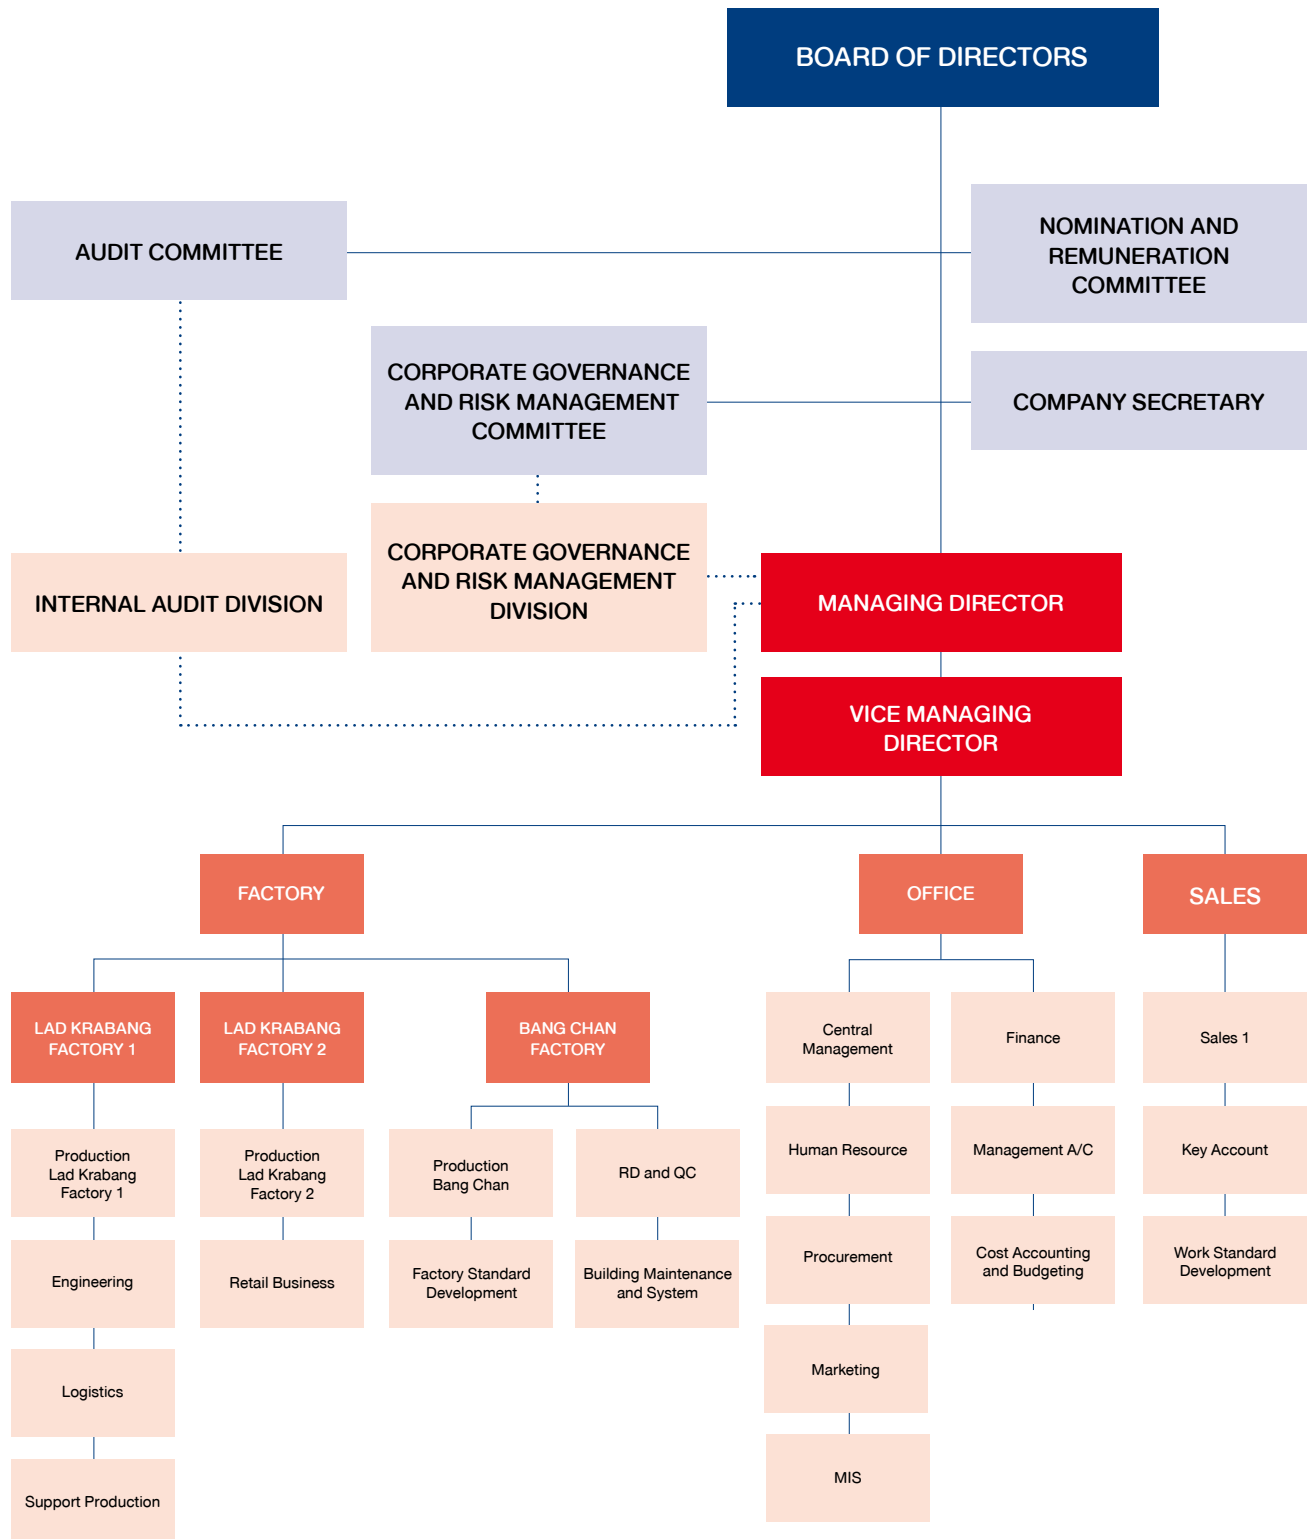 BOARD OF DIRECTORS
AUDIT COMMITTEE
NOMINATION AND
REMUNERATION
COMMITTEE
CORPORATE GOVERNANCE
AND RISK MANAGEMENT
COMMITTEE
COMPANY SECRETARY
CORPORATE GOVERNANCE
AND RISK MANAGEMENT
DIVISION
INTERNAL AUDIT DIVISION
MANAGING DIRECTOR
VICE MANAGING
DIRECTOR
FACTORY
OFFICE
SALES
LAD KRABANG
FACTORY 1
LAD KRABANG
FACTORY 2
BANG CHAN
FACTORY
Central
Management
Finance
Sales 1
Production
Lad Krabang
Factory 1
Production
Lad Krabang
Factory 2
Production
Bang Chan
RD and QC
Human Resource
Management A/C
Key Account
Engineering
Retail Business
Factory Standard
Development
Building Maintenance
and System
Procurement
Cost Accounting
and Budgeting
Work Standard
Development
Logistics
Marketing
Support Production
MIS